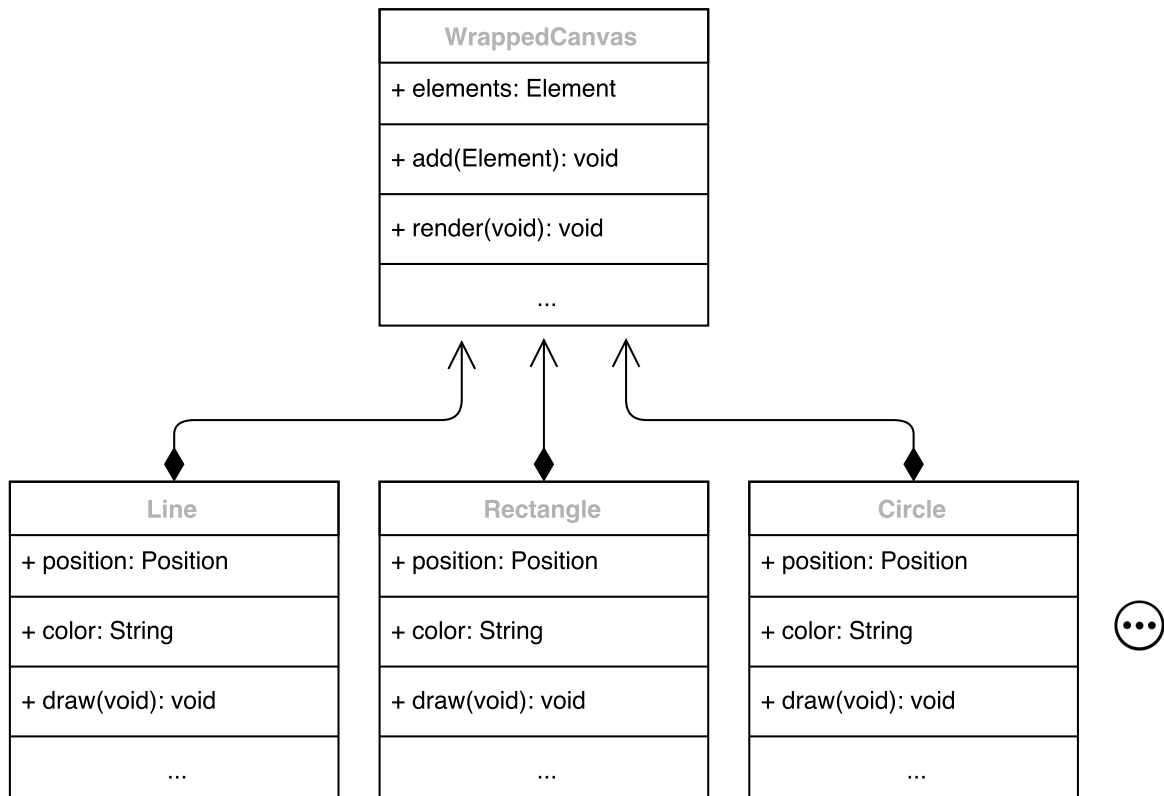 WrappedCanvas
+ elements: Element
+ add(Element): void
+ render(void): void
...
Line
+ position: Position
+ color: String
+ draw(void): void
...
Rectangle
+ position: Position
+ color: String
+ draw(void): void
...
Circle
+ position: Position
+ color: String
+ draw(void): void
...